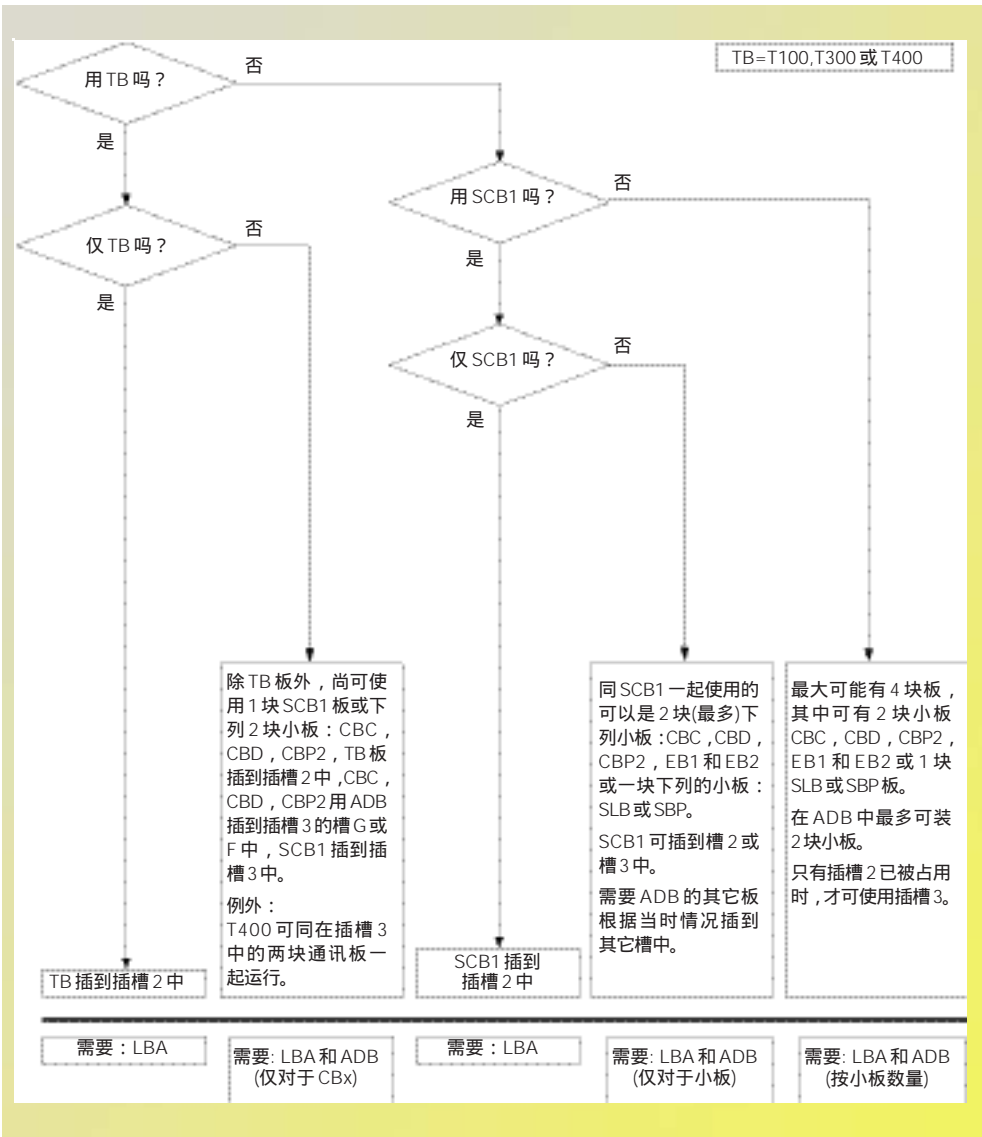 TB=T100,T300或T400
用TB吗？
否
是
用SCB1吗？
否
是
仅TB吗？
否
是
仅SCB1吗？
否
是
TB插到插槽2中
除TB板外，尚可使
用1块SCB1板或下
列2块小板：CBC，
CBD，CBP2，TB板
插到插槽2中，CBC，
CBD，CBP2用ADB
插到插槽3的槽G或
F中，SCB1插到插
槽3中。
例外：
T400可同在插槽3
中的两块通讯板一
起运行。
SCB1插到
插槽2中
同SCB1一起使用的
可以是2块(最多)下
列小板：CBC，CBD，
CBP2，EB1和EB2
或一块下列的小板：
SLB或SBP。
SCB1可插到槽2或
槽3中。
需要ADB的其它板
根据当时情况插到
其它槽中。
最大可能有4块板，
其中可有2块小板
CBC，CBD，CBP2，
EB1和EB2或1块
SLB或SBP板。
在ADB中最多可装
2块小板。
只有插槽2已被占用
时，才可使用插槽3。
需要：LBA
需要: LBA和ADB
(仅对于CBx)
需要：LBA
需要: LBA和ADB
(仅对于小板)
需要: LBA和ADB
(按小板数量)